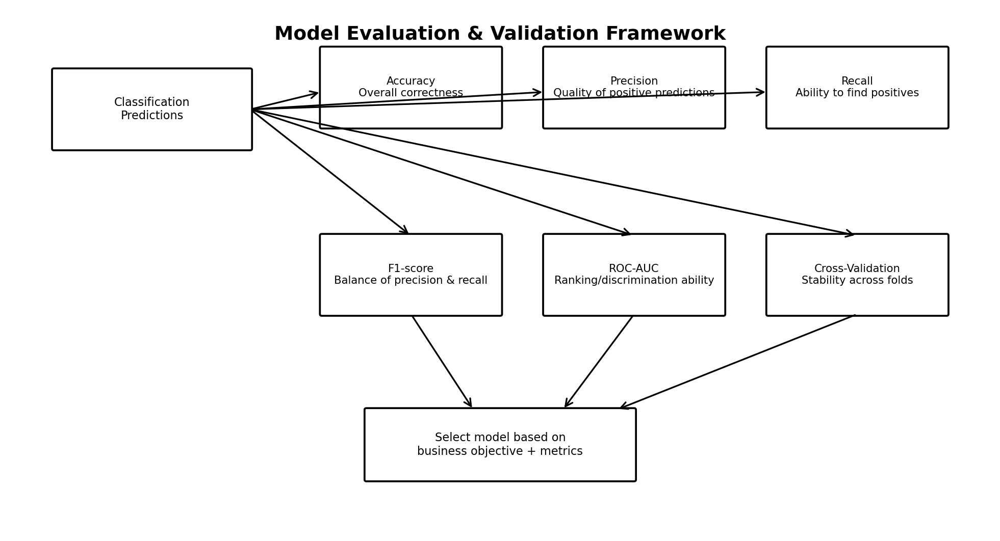 Model Evaluation & Validation Framework
Classification
Predictions
Accuracy
Overall correctness
Precision
Quality of positive predictions
Recall
Ability to find positives
F1-score
Balance of precision & recall
ROC-AUC
Ranking/discrimination ability
Cross-Validation
Stability across folds
Select model based on
business objective + metrics